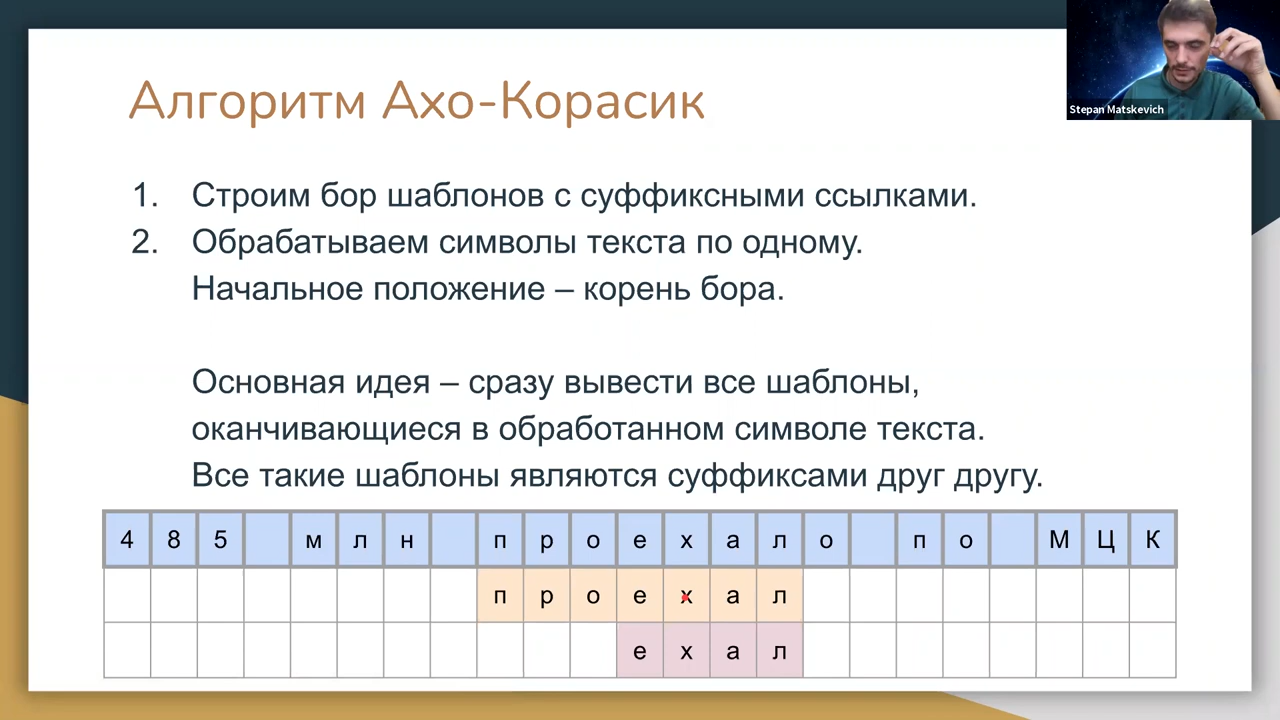 Алгоритм Ахо-Корасик
Stepan Matskevich
1. Строим бор шаблонов с суффиксными ссылками.
2. Обрабатываем символы текста по одному.
Начальное положение – корень бора.
Основная идея – сразу вывести все шаблоны,
оканчивающиеся в обработанном символе текста.
Все такие шаблоны являются суффиксами друг другу.
4 8 5 м л н п р о е х а л о п о М Ц К
п р о е х а л
е х а л